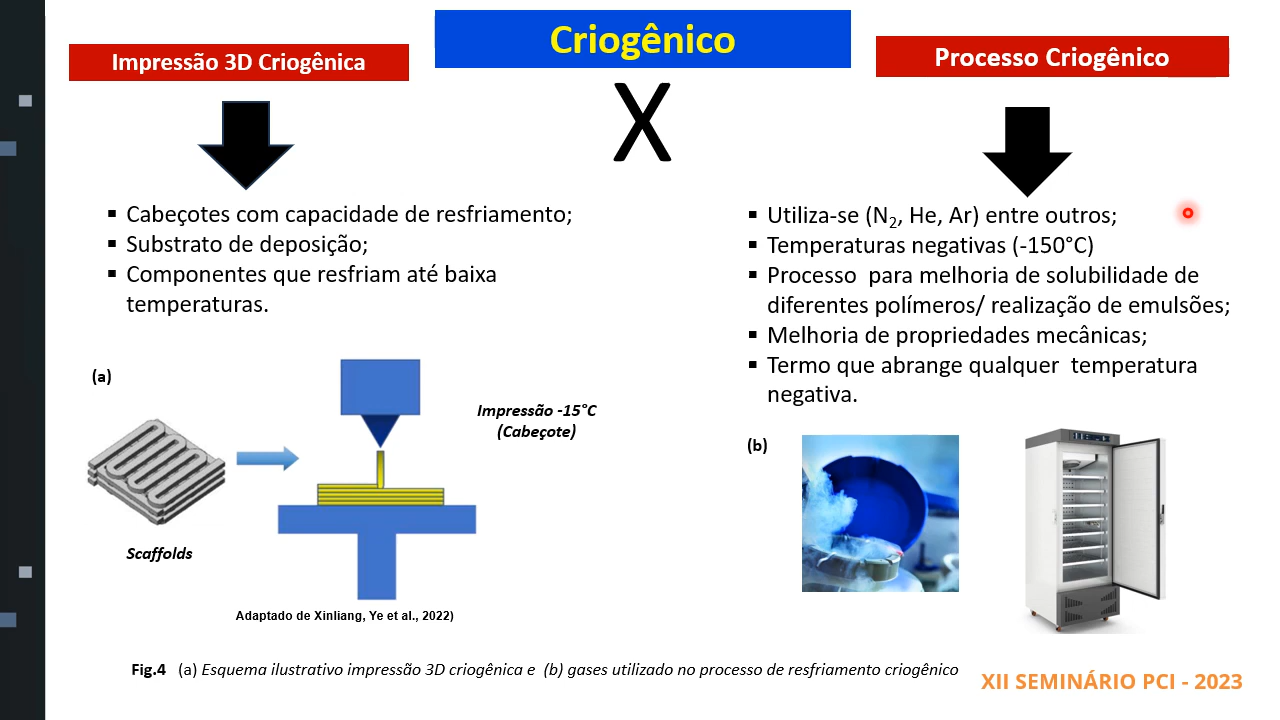 Criogênico
Impressão 3D Criogênica
Processo Criogênico
X
▪ Cabeçotes com capacidade de resfriamento;
▪ Substrato de deposição;
▪ Componentes que resfriam até baixa
temperaturas.
▪ Utiliza-se (N₂, He, Ar) entre outros;
▪ Temperaturas negativas (-150°C)
▪ Processo para melhoria de solubilidade de
diferentes polímeros/ realização de emulsões;
▪ Melhoria de propriedades mecânicas;
▪ Termo que abrange qualquer temperatura
negativa.
(a)
Impressão -15°C
(Cabeçote)
Scaffolds
Adaptado de Xinliang, Ye et al., 2022)
(b)
Fig.4 (a) Esquema ilustrativo impressão 3D criogênica e (b) gases utilizado no processo de resfriamento criogênico
XII SEMINÁRIO PCI - 2023